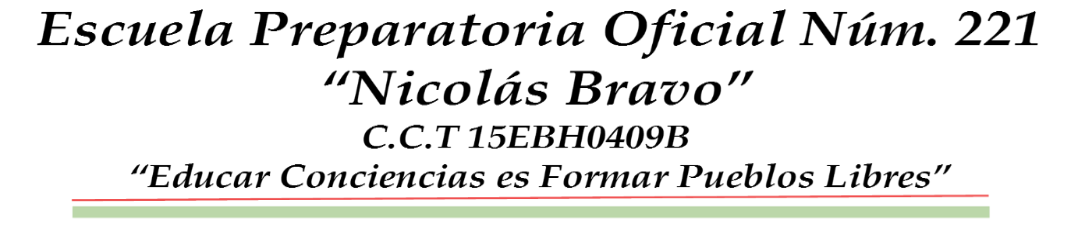 Escuela Preparatoria Oficial Núm. 221
“Nicolás Bravo”
C.C.T 15EBH0409B
“Educar Conciencias es Formar Pueblos Libres”